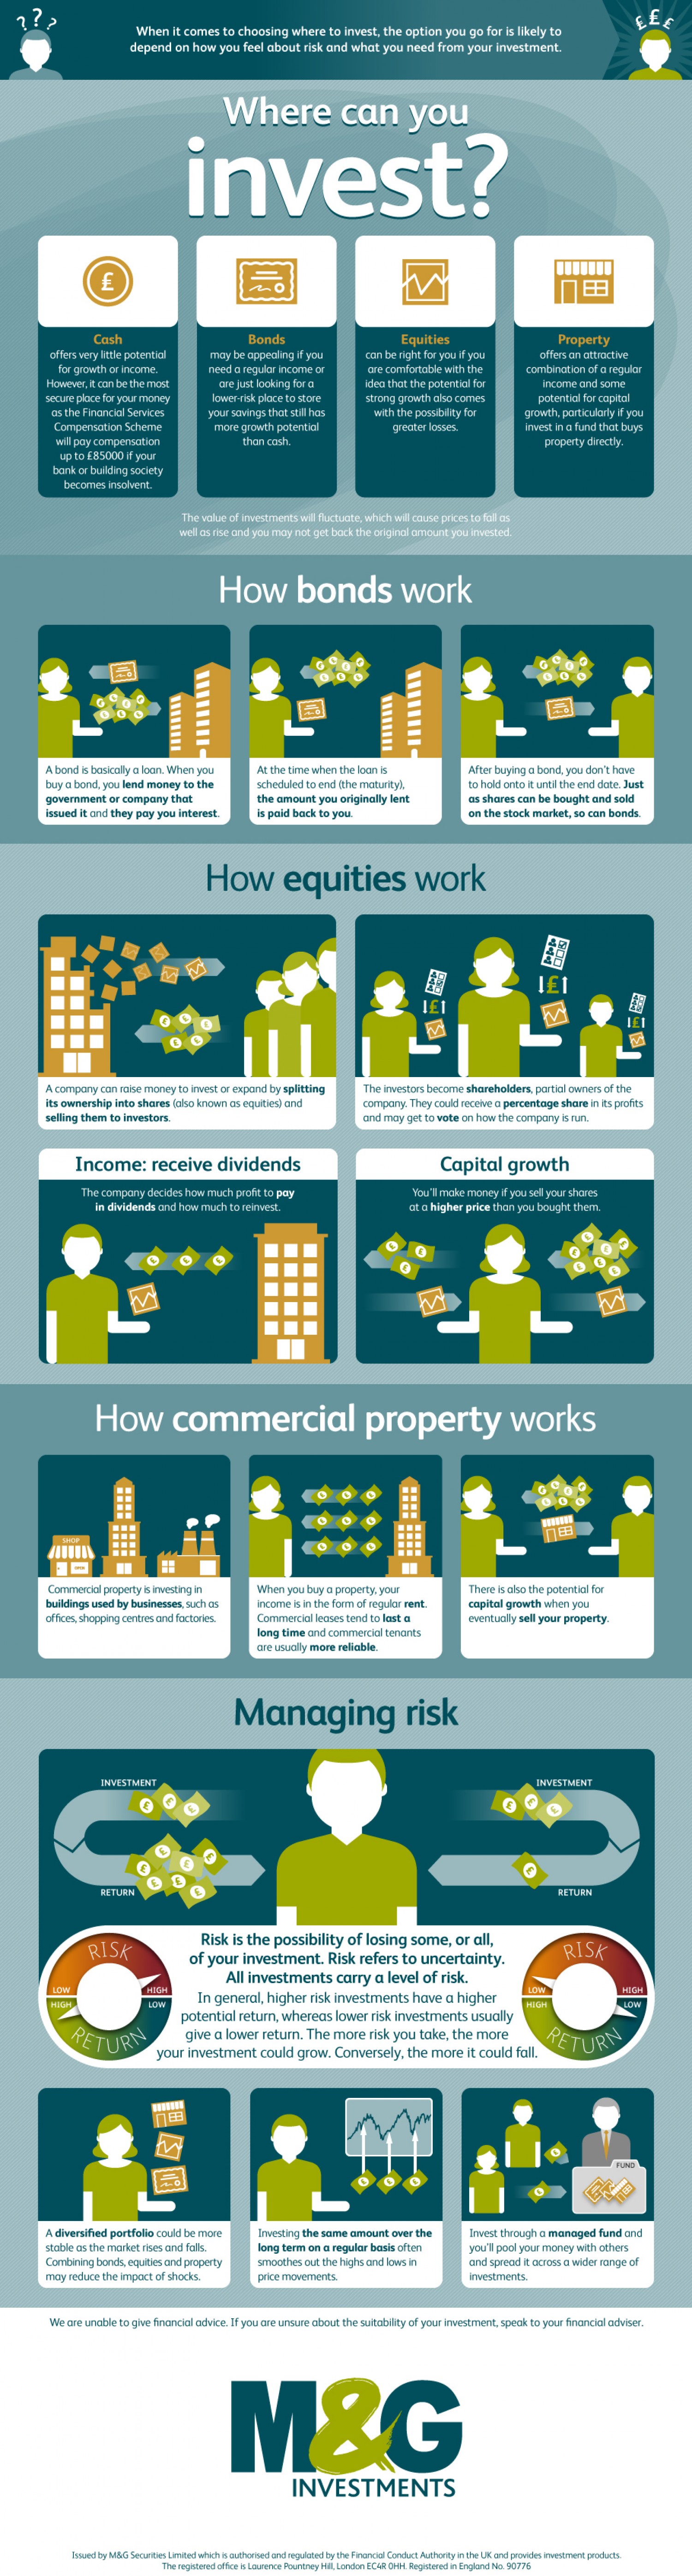 When it comes to choosing where to invest, the option you go for is likely to
depend on how you feel about risk and what you need from your investment.
Where can you
invest?
Cash
offers very little potential
for growth or income.
However, it can be the most
secure place for your money
as the Financial Services
Compensation Scheme
will pay compensation
up to £85000 if your
bank or building society
becomes insolvent.
Bonds
may be appealing if you
need a regular income or
are just looking for a
lower-risk place to store
your savings that still has
more growth potential
than cash.
Equities
can be right for you if you
are comfortable with the
idea that the potential for
strong growth also comes
with the possibility for
greater losses.
Property
offers an attractive
combination of a regular
income and some
potential for capital
growth, particularly if you
invest in a fund that buys
property directly.
The value of investments will fluctuate, which will cause prices to fall as
well as rise and you may not get back the original amount you invested.
How bonds work
A bond is basically a loan. When you
buy a bond, you lend money to the
government or company that
issued it and they pay you interest.
At the time when the loan is
scheduled to end (the maturity),
the amount you originally lent
is paid back to you.
After buying a bond, you don't have
to hold onto it until the end date. Just
as shares can be bought and sold
on the stock market, so can bonds.
How equities work
A company can raise money to invest or expand by splitting
its ownership into shares (also known as equities) and
selling them to investors.
The investors become shareholders, partial owners of the
company. They could receive a percentage share in its profits
and may get to vote on how the company is run.
Income: receive dividends
The company decides how much profit to pay
in dividends and how much to reinvest.
Capital growth
You'll make money if you sell your shares
at a higher price than you bought them.
How commercial property works
SHOP
Commercial property is investing in
buildings used by businesses, such as
offices, shopping centres and factories.
When you buy a property, your
income is in the form of regular rent.
Commercial leases tend to last a
long time and commercial tenants
are usually more reliable.
There is also the potential for
capital growth when you
eventually sell your property.
Managing risk
INVESTMENT
RETURN
INVESTMENT
RETURN
RISK
LOW
HIGH
HIGH
LOW
RETURN
Risk is the possibility of losing some, or all,
of your investment. Risk refers to uncertainty.
All investments carry a level of risk.
In general, higher risk investments have a higher
potential return, whereas lower risk investments usually
give a lower return. The more risk you take, the more
your investment could grow. Conversely, the more it could fall.
RISK
LOW
HIGH
HIGH
LOW
RETURN
A diversified portfolio could be more
stable as the market rises and falls.
Combining bonds, equities and property
may reduce the impact of shocks.
Investing the same amount over the
long term on a regular basis often
smoothes out the highs and lows in
price movements.
FUND
Invest through a managed fund and
you'll pool your money with others
and spread it across a wider range of
investments.
We are unable to give financial advice. If you are unsure about the suitability of your investment, speak to your financial adviser.
M&G
INVESTMENTS
Issued by M&G Securities Limited which is authorised and regulated by the Financial Conduct Authority in the UK and provides investment products.
The registered office is Laurence Pountney Hill, London EC4R 0HH. Registered in England No. 90776